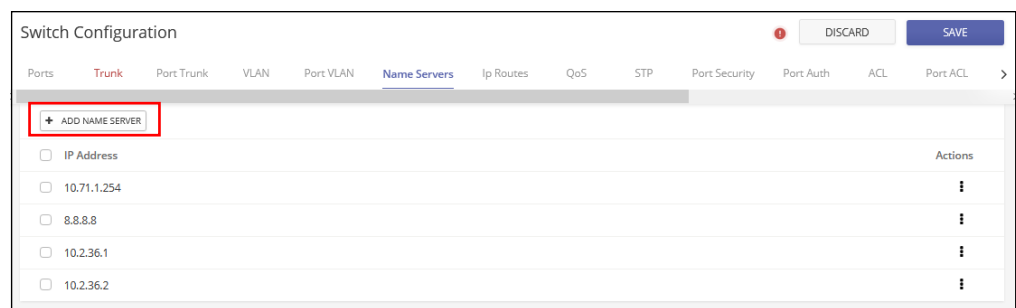 Switch Configuration
DISCARD
SAVE
Ports Trunk Port Trunk VLAN Port VLAN Name Servers Ip Routes QoS STP Port Security Port Auth ACL Port ACL
+ ADD NAME SERVER
IP Address Actions
10.71.1.254
8.8.8.8
10.2.36.1
10.2.36.2